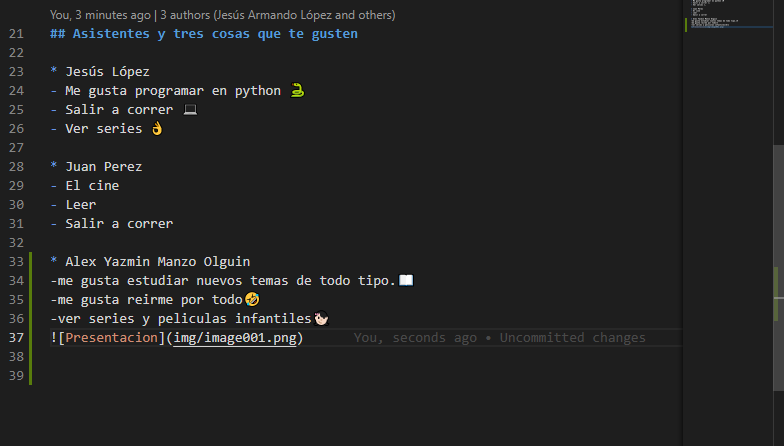 You, 3 minutes ago | 3 authors (Jesús Armando López and others)
21 ## Asistentes y tres cosas que te gusten
22
23 * Jesús López
24 - Me gusta programar en python 🐍
25 - Salir a correr 💻
26 - Ver series 👌
27
28 * Juan Perez
29 - El cine
30 - Leer
31 - Salir a correr
32
33 * Alex Yazmin Manzo Olguin
34 -me gusta estudiar nuevos temas de todo tipo.📖
35 -me gusta reirme por todo🤣
36 -ver series y peliculas infantiles👩🏻
37 ![Presentacion](img/image001.png) You, seconds ago • Uncommitted changes
38
39